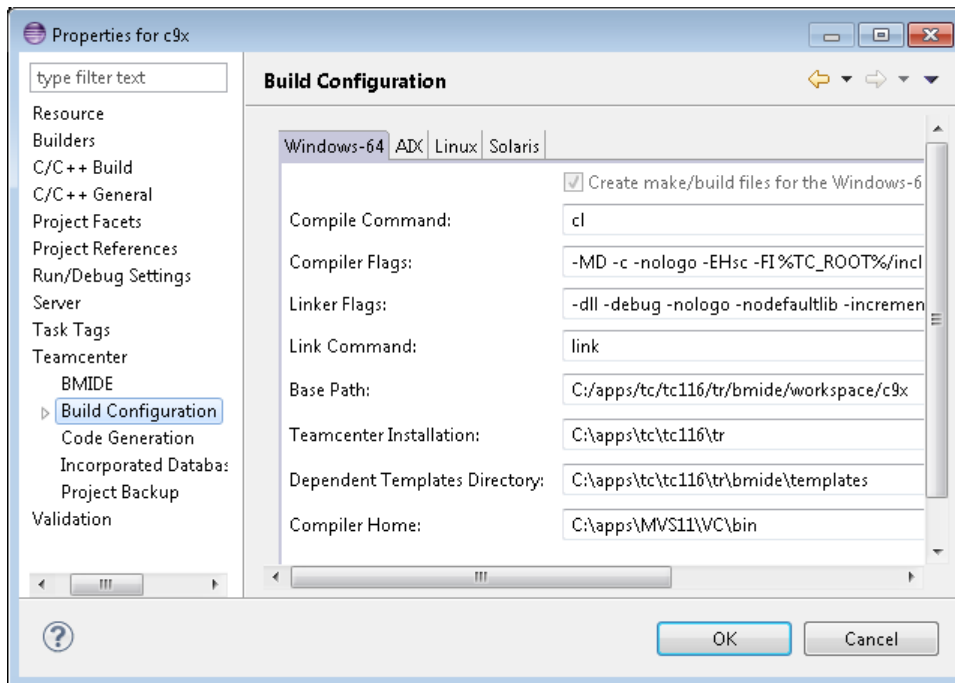 Properties for c9x
type filter text
Resource
Builders
C/C++ Build
C/C++ General
Project Facets
Project References
Run/Debug Settings
Server
Task Tags
Teamcenter
BMIDE
Build Configuration
Code Generation
Incorporated Databas
Project Backup
Validation
Build Configuration
Windows-64 AIX Linux Solaris
Create make/build files for the Windows-6
Compile Command: cl
Compiler Flags: -MD -c -nologo -EHsc -FI%TC_ROOT%/incl
Linker Flags: -dll -debug -nologo -nodefaultlib -incremen
Link Command: link
Base Path: C:/apps/tc/tc116/tr/bmide/workspace/c9x
Teamcenter Installation: C:\apps\tc\tc116\tr
Dependent Templates Directory: C:\apps\tc\tc116\tr\bmide\templates
Compiler Home: C:\apps\MVS11\VC\bin
OK Cancel